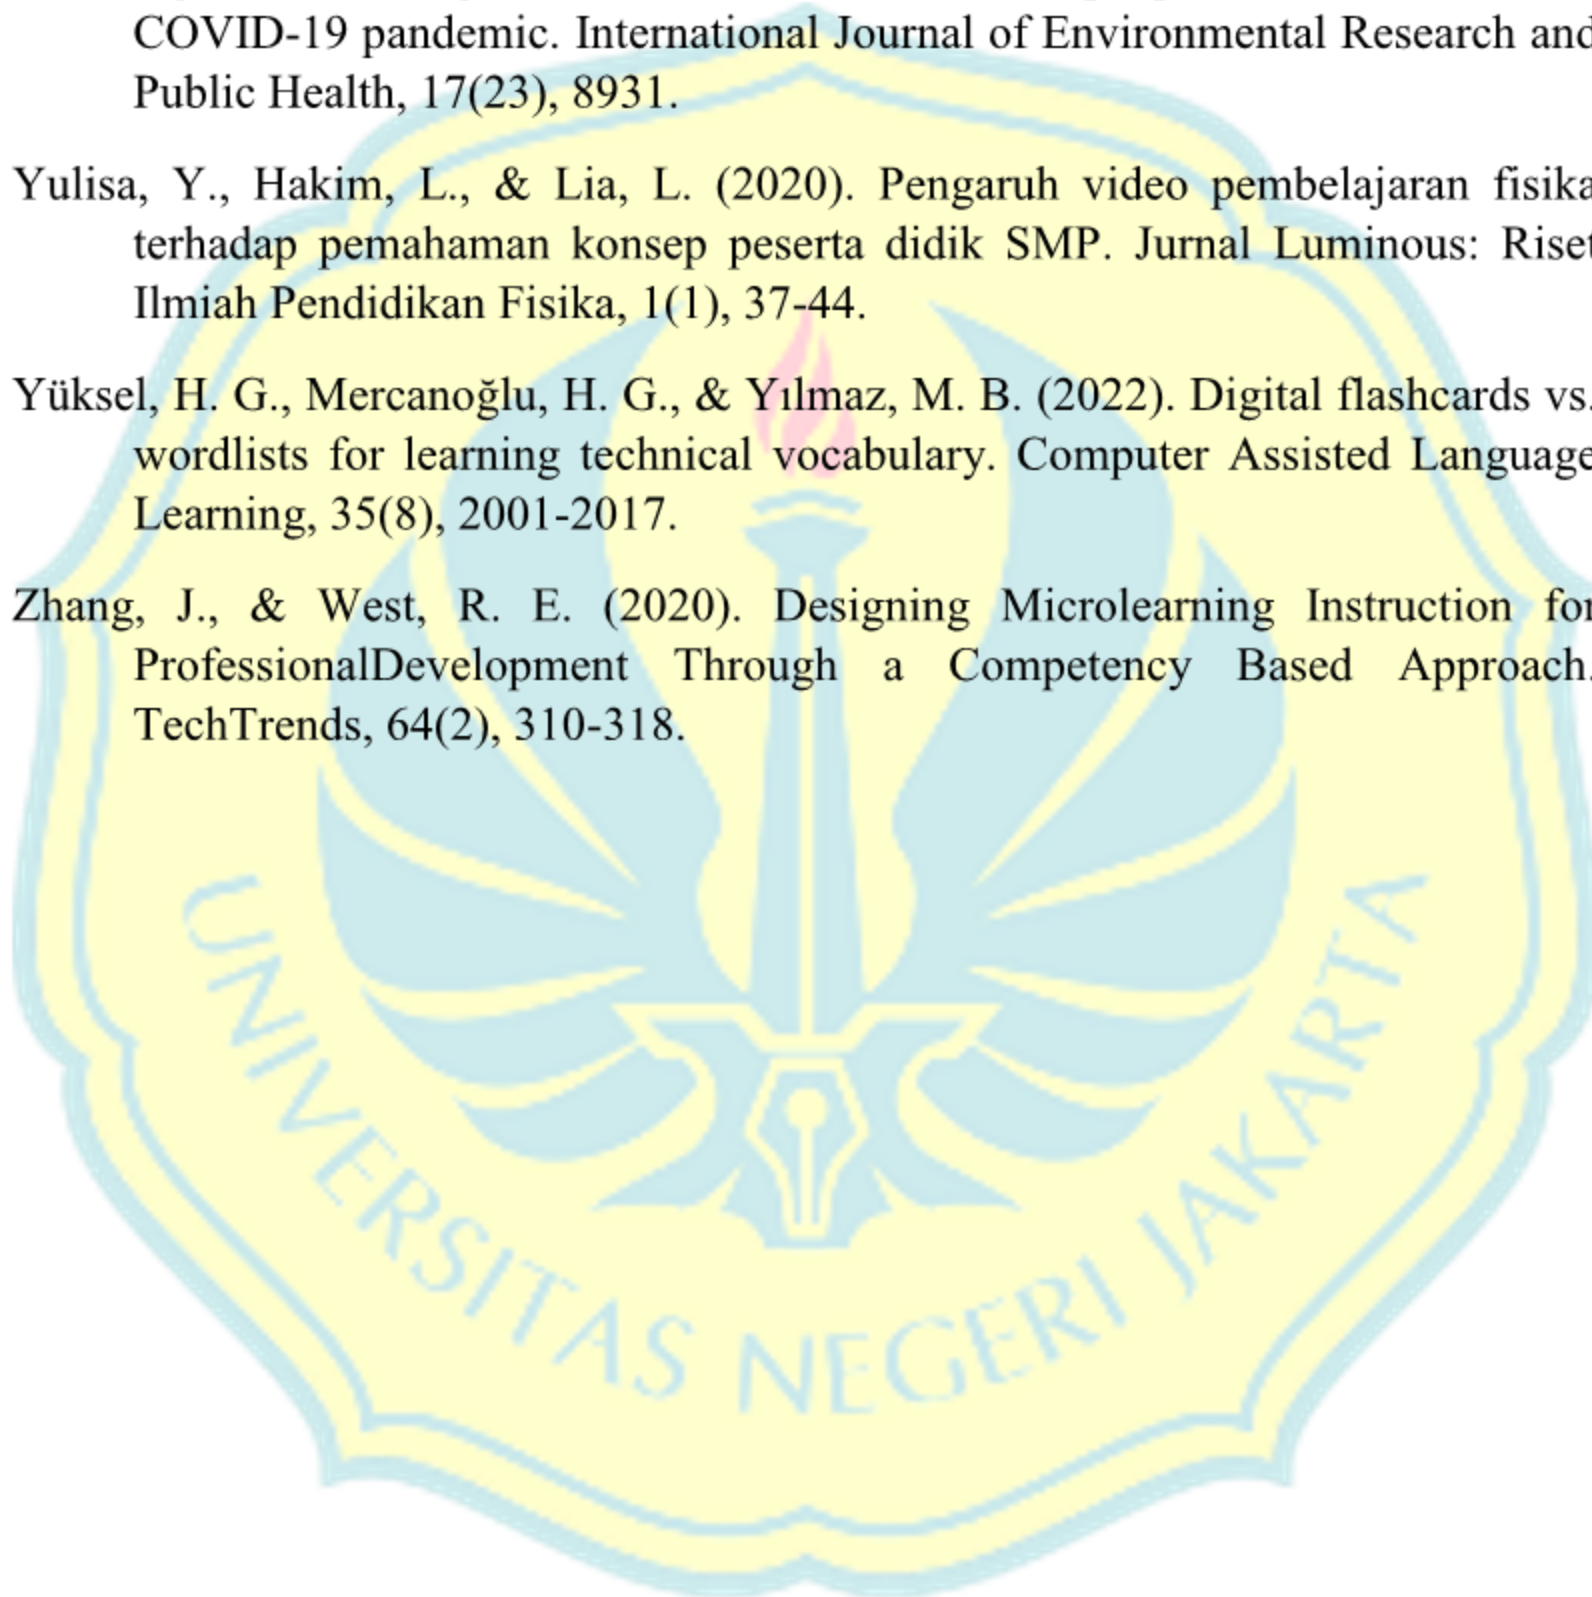 COVID-19 pandemic. International Journal of Environmental Research and
Public Health, 17(23), 8931.
Yulisa, Y., Hakim, L., & Lia, L. (2020). Pengaruh video pembelajaran fisika
terhadap pemahaman konsep peserta didik SMP. Jurnal Luminous: Riset
Ilmiah Pendidikan Fisika, 1(1), 37-44.
Yüksel, H. G., Mercanoğlu, H. G., & Yılmaz, M. B. (2022). Digital flashcards vs.
wordlists for learning technical vocabulary. Computer Assisted Language
Learning, 35(8), 2001-2017.
Zhang, J., & West, R. E. (2020). Designing Microlearning Instruction for
ProfessionalDevelopment Through a Competency Based Approach.
TechTrends, 64(2), 310-318.
UNIVERSITAS NEGERI JAKARTA